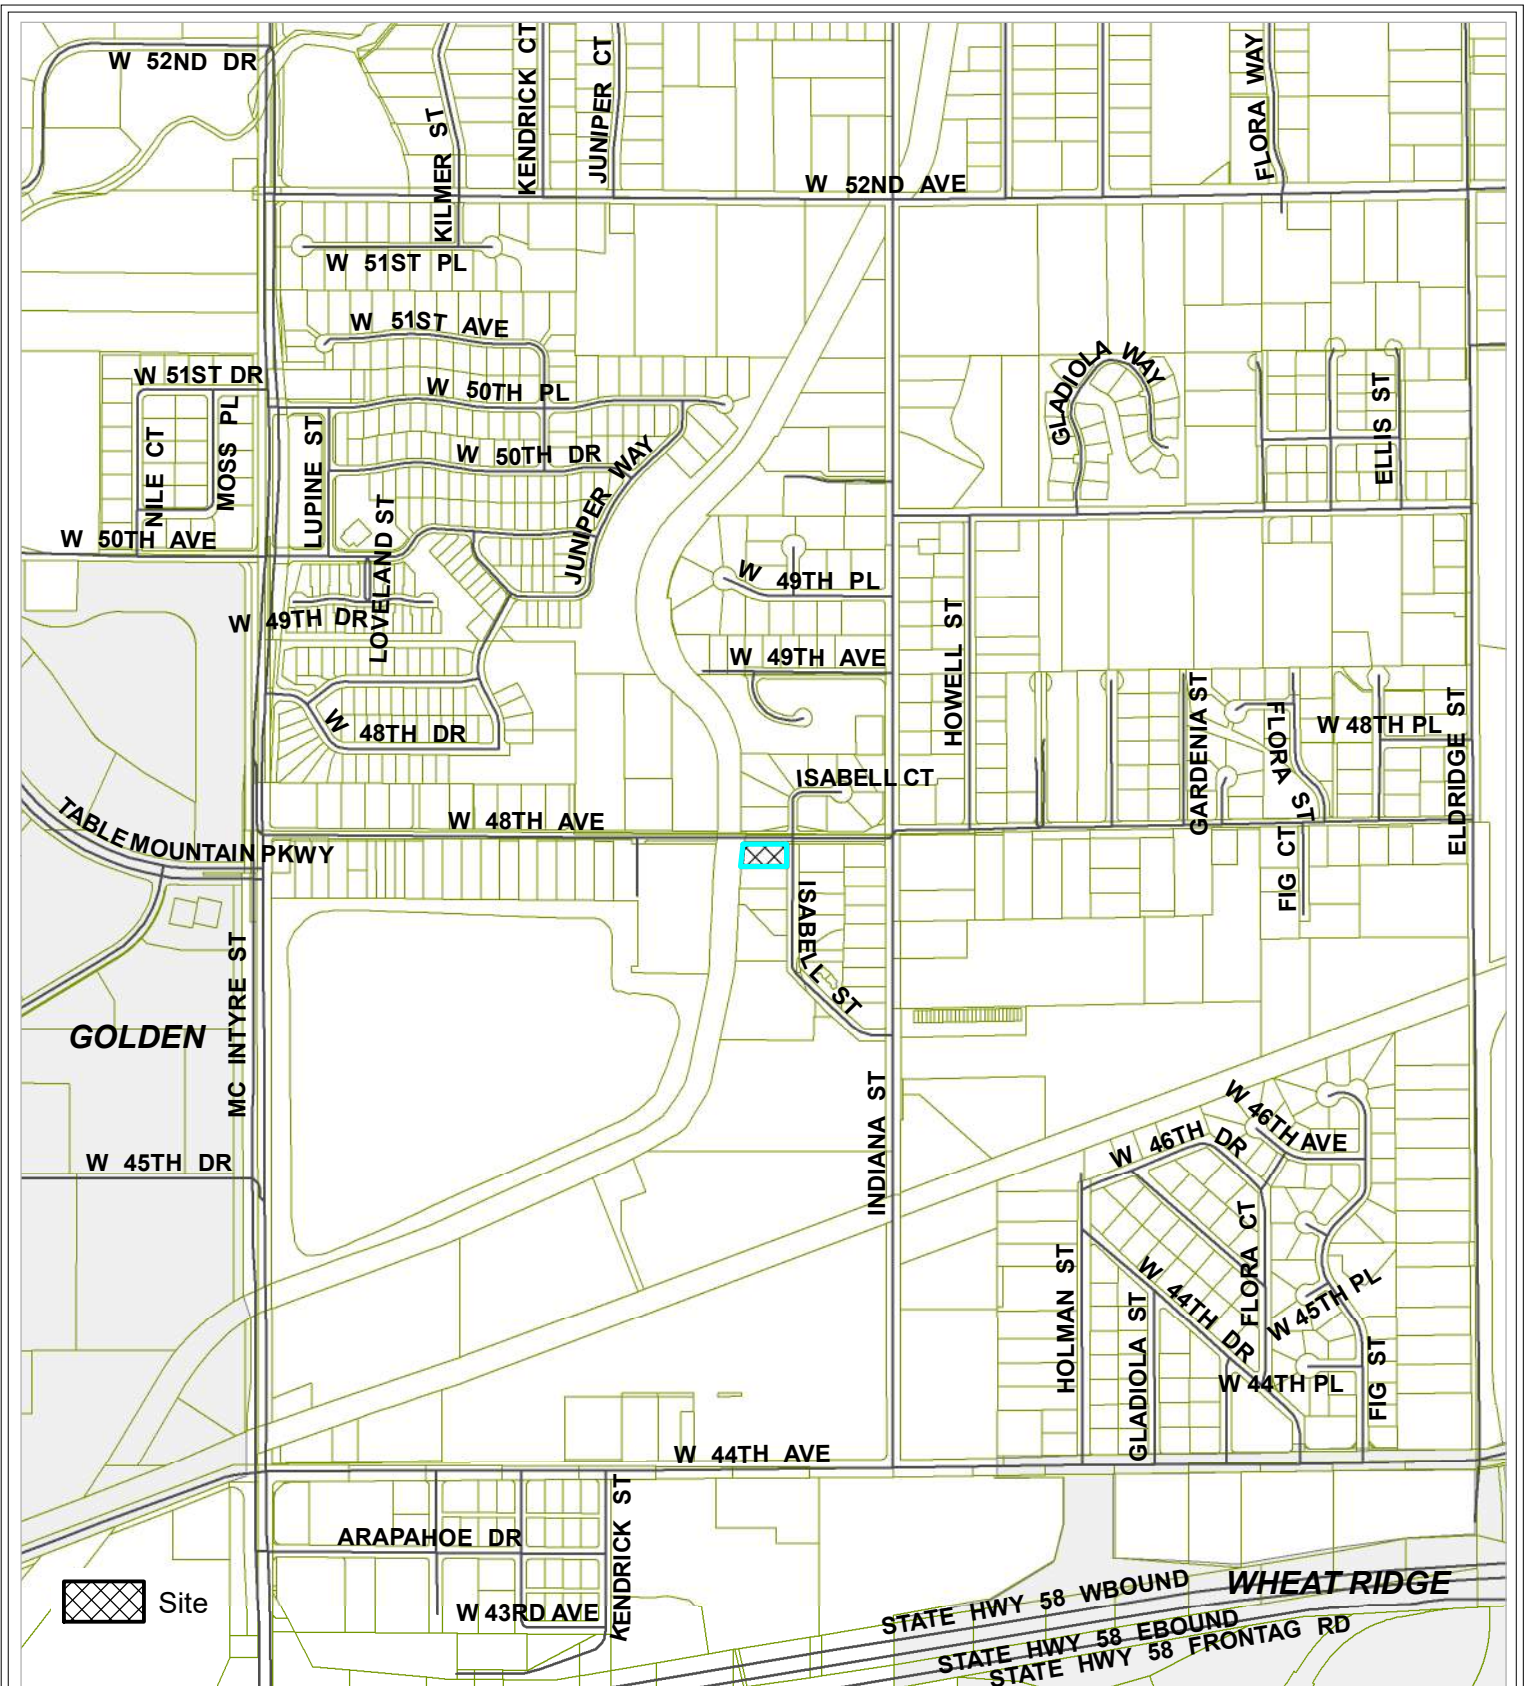 W 52ND DR
KILMER ST
KENDRICK CT
JUNIPER CT
FLORA WAY
W 52ND AVE
W 51ST PL
W 51ST AVE
W 51ST DR
W 50TH PL
GLADIOLA WAY
ELLIS ST
NILE CT
MOSS PL
LUPINE ST
W 50TH DR
JUNIPER WAY
W 50TH AVE
LOVELAND ST
W 49TH PL
W 49TH DR
HOWELL ST
W 49TH AVE
W 48TH DR
GARDENIA ST
FLORA ST
W 48TH PL
ELDRIDGE ST
ISABELL CT
TABLE MOUNTAIN PKWY
W 48TH AVE
FIG CT
ISABELL ST
MC INTYRE ST
GOLDEN
INDIANA ST
W 46TH AVE
W 46TH DR
W 45TH DR
HOLMAN ST
GLADIOLA ST
W 44TH DR
FLORA CT
W 45TH PL
W 44TH PL
FIG ST
W 44TH AVE
ARAPAHOE DR
KENDRICK ST
W 43RD AVE
Site
STATE HWY 58 WBOUND
WHEAT RIDGE
STATE HWY 58 EBOUND
STATE HWY 58 FRONTAG RD